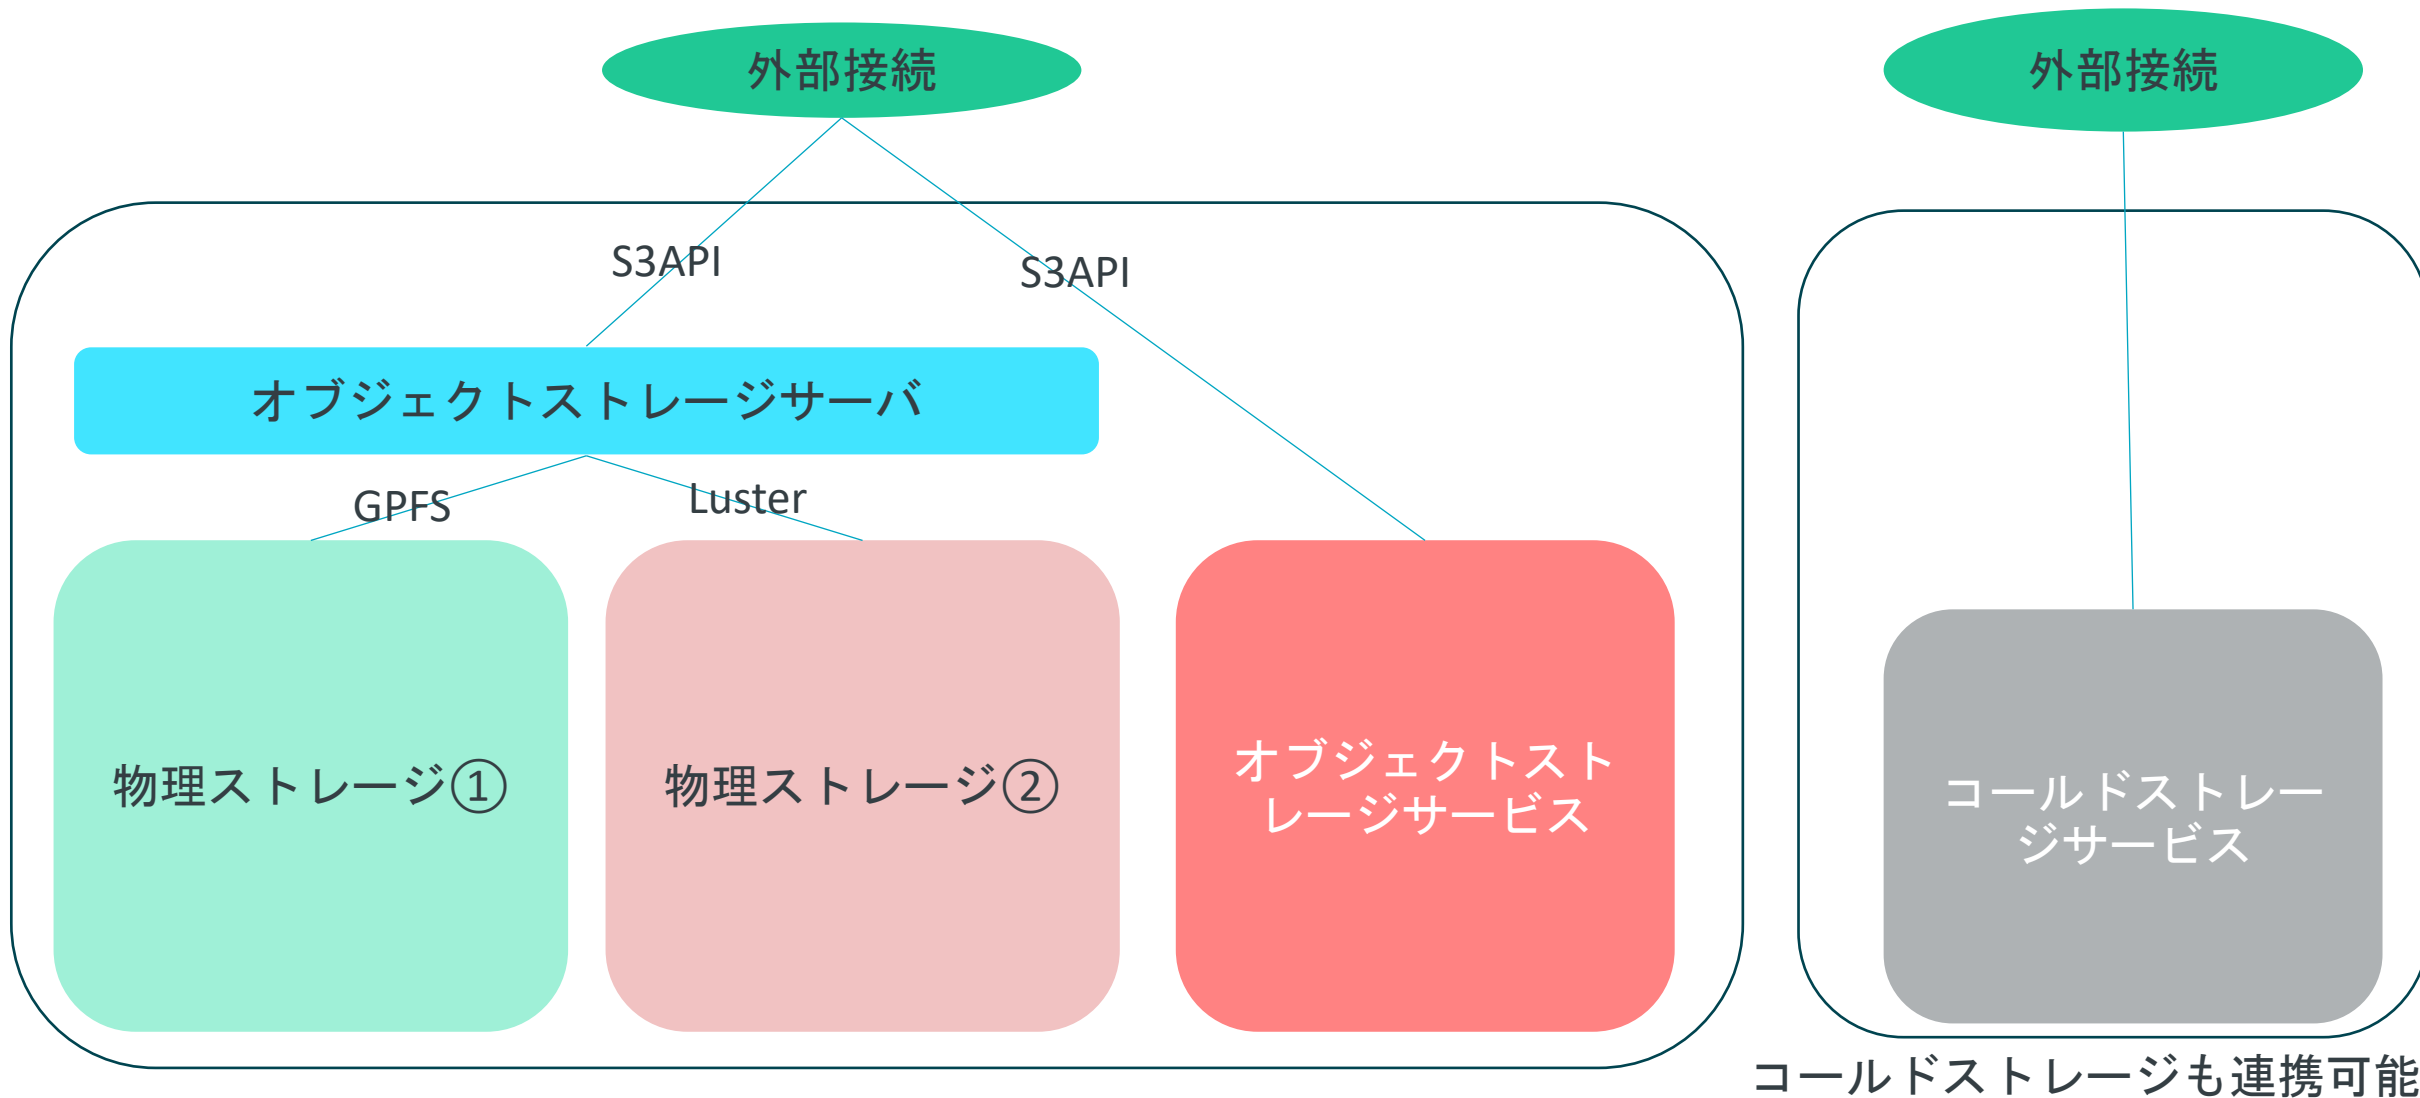 外部接続
外部接続
S3API
S3API
オブジェクトストレージサーバ
GPFS
Luster
物理ストレージ①
物理ストレージ②
オブジェクトスト
レージサービス
コールドストレー
ジサービス
コールドストレージも連携可能